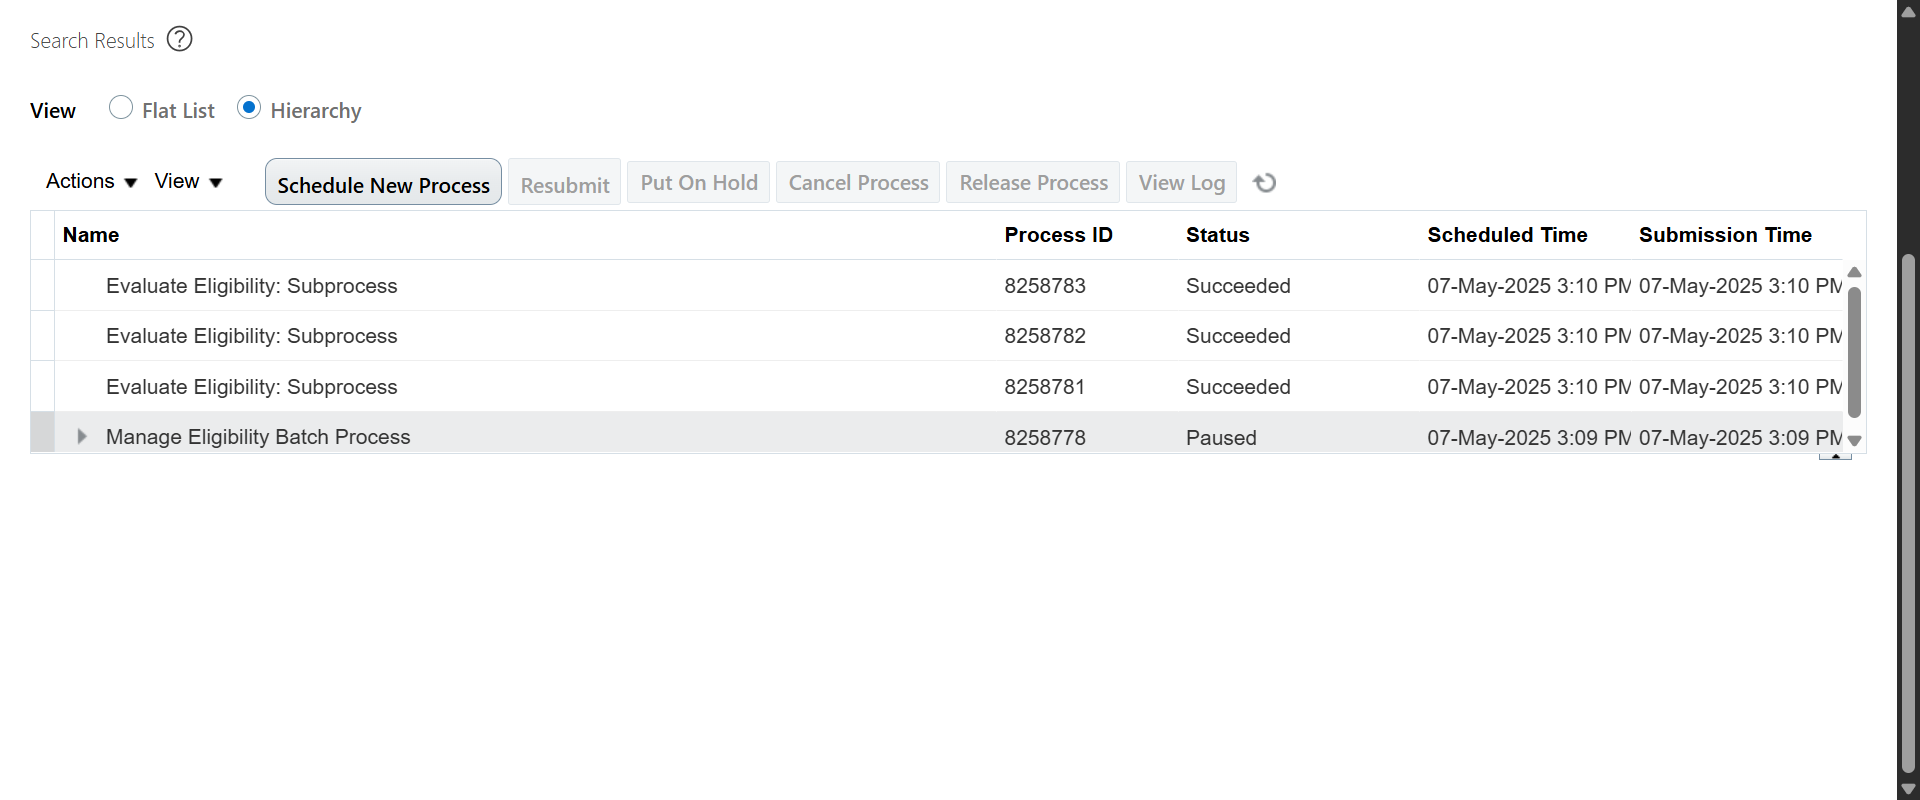 Search Results
View Flat List Hierarchy
Actions View Schedule New Process Resubmit Put On Hold Cancel Process Release Process View Log
Name Process ID Status Scheduled Time Submission Time
Evaluate Eligibility: Subprocess 8258783 Succeeded 07-May-2025 3:10 PM 07-May-2025 3:10 PM
Evaluate Eligibility: Subprocess 8258782 Succeeded 07-May-2025 3:10 PM 07-May-2025 3:10 PM
Evaluate Eligibility: Subprocess 8258781 Succeeded 07-May-2025 3:10 PM 07-May-2025 3:10 PM
Manage Eligibility Batch Process 8258778 Paused 07-May-2025 3:09 PM 07-May-2025 3:09 PM